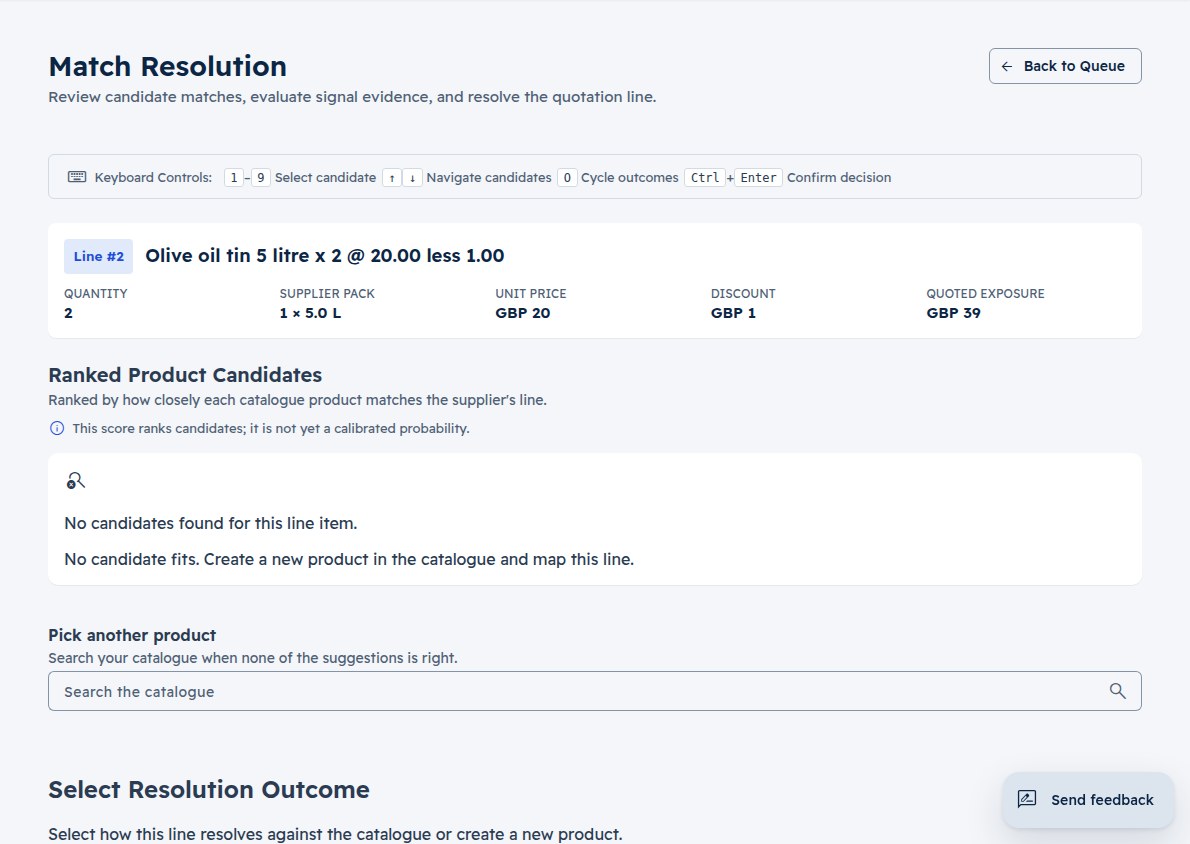 Match Resolution
Back to Queue
Review candidate matches, evaluate signal evidence, and resolve the quotation line.
Keyboard Controls: 1 – 9 Select candidate ↑ ↓ Navigate candidates O Cycle outcomes Ctrl + Enter Confirm decision
Line #2 Olive oil tin 5 litre x 2 @ 20.00 less 1.00
QUANTITY SUPPLIER PACK UNIT PRICE DISCOUNT QUOTED EXPOSURE
2 1 × 5.0 L GBP 20 GBP 1 GBP 39
Ranked Product Candidates
Ranked by how closely each catalogue product matches the supplier's line.
This score ranks candidates; it is not yet a calibrated probability.
No candidates found for this line item.
No candidate fits. Create a new product in the catalogue and map this line.
Pick another product
Search your catalogue when none of the suggestions is right.
Search the catalogue
Select Resolution Outcome
Send feedback
Select how this line resolves against the catalogue or create a new product.